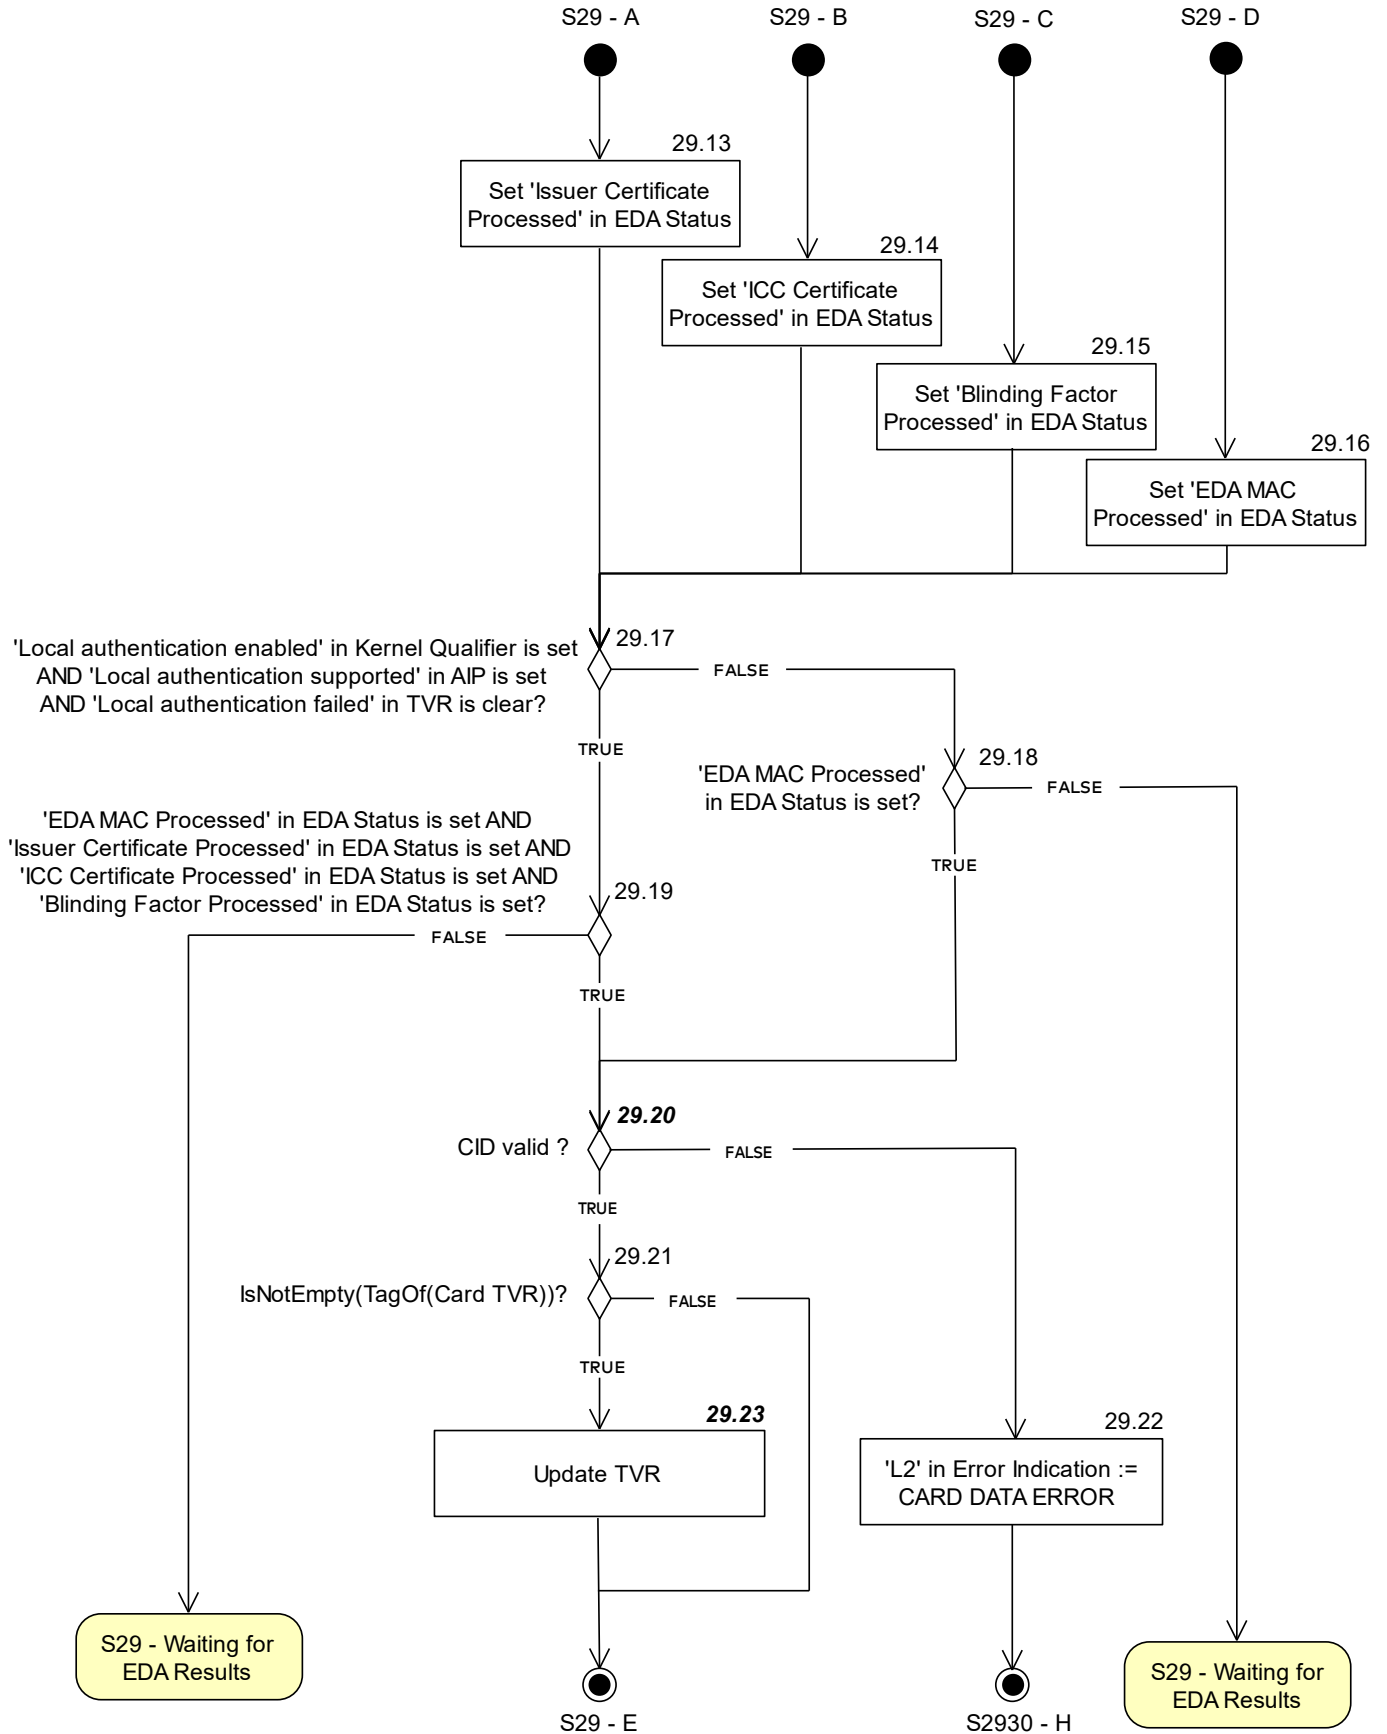 S29 - A
S29 - B
S29 - C
S29 - D
29.13
Set 'Issuer Certificate
Processed' in EDA Status
29.14
Set 'ICC Certificate
Processed' in EDA Status
29.15
Set 'Blinding Factor
Processed' in EDA Status
29.16
Set 'EDA MAC
Processed' in EDA Status
29.17
'Local authentication enabled' in Kernel Qualifier is set
AND 'Local authentication supported' in AIP is set
AND 'Local authentication failed' in TVR is clear?
FALSE
TRUE
29.18
'EDA MAC Processed'
in EDA Status is set?
FALSE
TRUE
'EDA MAC Processed' in EDA Status is set AND
'Issuer Certificate Processed' in EDA Status is set AND
'ICC Certificate Processed' in EDA Status is set AND
'Blinding Factor Processed' in EDA Status is set?
29.19
FALSE
TRUE
29.20
CID valid ?
FALSE
TRUE
29.21
IsNotEmpty(TagOf(Card TVR))?
FALSE
TRUE
29.23
Update TVR
29.22
'L2' in Error Indication :=
CARD DATA ERROR
S29 - Waiting for
EDA Results
S29 - E
S2930 - H
S29 - Waiting for
EDA Results